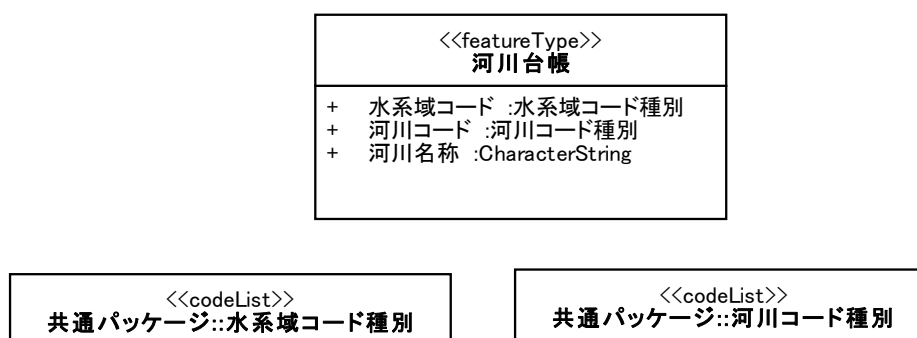 <<featureType>>
河川台帳
+ 水系域コード :水系域コード種別
+ 河川コード :河川コード種別
+ 河川名称 :CharacterString
<<codeList>>
共通パッケージ::水系域コード種別
<<codeList>>
共通パッケージ::河川コード種別